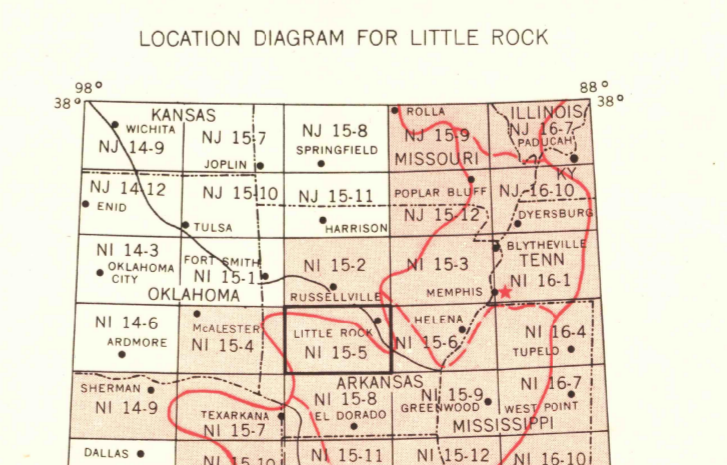 LOCATION DIAGRAM FOR LITTLE ROCK
98°
88°
38°
38°
KANSAS
WICHITA
NJ 14-9
NJ 15-7
JOPLIN
NJ 15-8
SPRINGFIELD
ROLLA
NJ 15-9
MISSOURI
ILLINOIS
NJ 16-7
PADUCAH
KY
NJ 14-12
ENID
NJ 15-10
TULSA
NJ 15-11
HARRISON
POPLAR BLUFF
NJ 15-12
NJ 16-10
DYERSBURG
NI 14-3
OKLAHOMA
CITY
FORT SMITH
NI 15-1
OKLAHOMA
NI 15-2
RUSSELLVILLE
NI 15-3
MEMPHIS
BLYTHEVILLE
TENN
NI 16-1
NI 14-6
ARDMORE
McALESTER
NI 15-4
LITTLE ROCK
NI 15-5
HELENA
NI 15-6
NI 16-4
TUPELO
SHERMAN
NI 14-9
TEXARKANA
NI 15-7
ARKANSAS
NI 15-8
EL DORADO
NI 15-9
GREENWOOD
NI 16-7
WEST POINT
MISSISSIPPI
DALLAS
NI 15-10
NI 15-11
NI 15-12
NI 16-10